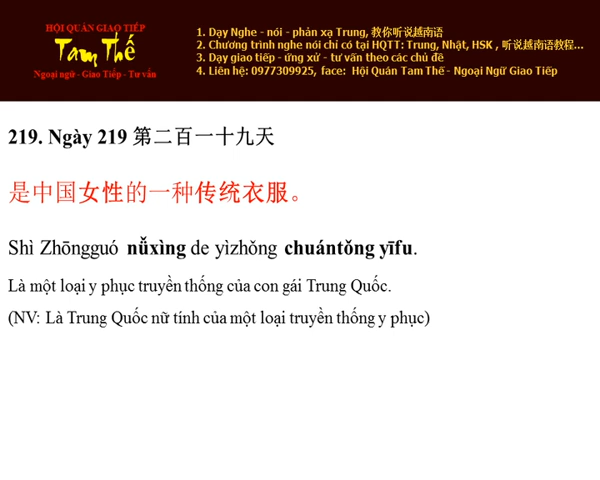 HỘI QUÁN GIAO TIẾP
Tam Thế
Ngoại ngữ - Giao Tiếp - Tư vấn
1. Dạy Nghe - nói - phản xạ Trung, 教你听说越南语
2. Chương trình nghe nói chỉ có tại HQTT: Trung, Nhật, HSK , 听说越南语教程...
3. Dạy giao tiếp - ứng xử - tư vấn theo các chủ đề
4. Liên hệ: 0977309925, face: Hội Quán Tam Thế - Ngoại Ngữ Giao Tiếp
219. Ngày 219 第二百一十九天
是中国女性的一种传统衣服。
Shì Zhōngguó nǚxìng de yìzhǒng chuántǒng yīfu.
Là một loại y phục truyền thống của con gái Trung Quốc.
(NV: Là Trung Quốc nữ tính của một loại truyền thống y phục)